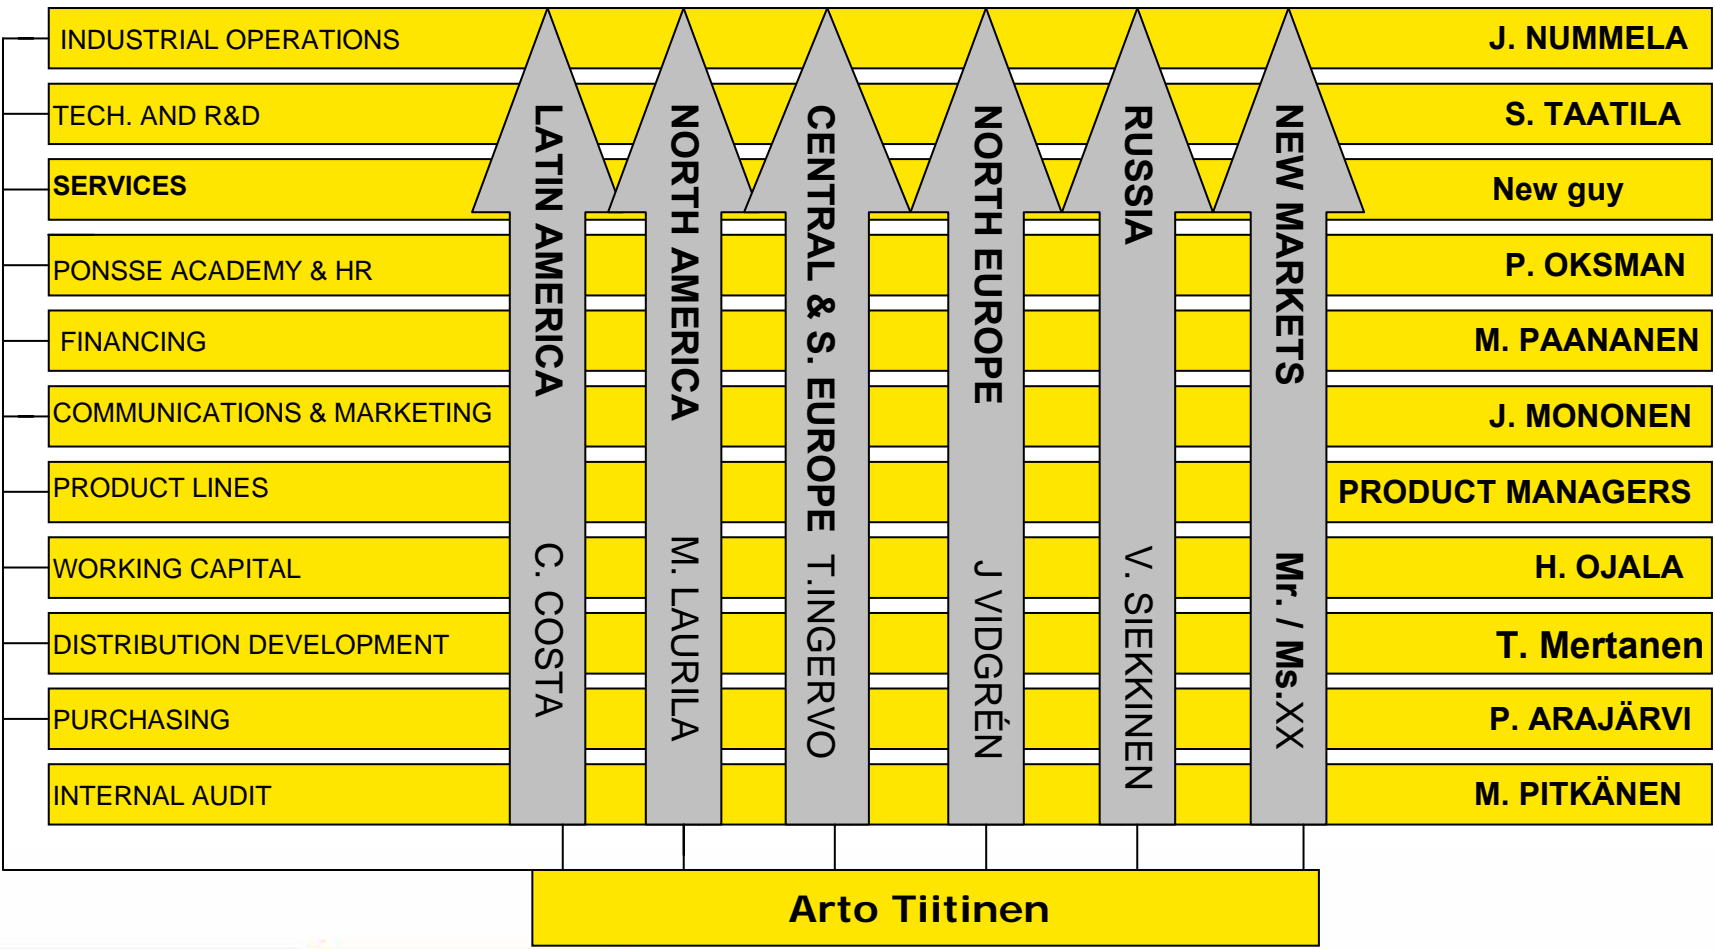 INDUSTRIAL OPERATIONS J. NUMMELA
TECH. AND R&D S. TAATILA
SERVICES New guy
PONSSE ACADEMY & HR P. OKSMAN
FINANCING M. PAANANEN
COMMUNICATIONS & MARKETING J. MONONEN
PRODUCT LINES PRODUCT MANAGERS
WORKING CAPITAL H. OJALA
DISTRIBUTION DEVELOPMENT T. Mertanen
PURCHASING P. ARAJÄRVI
INTERNAL AUDIT M. PITKÄNEN
LATIN AMERICA C. COSTA
NORTH AMERICA M. LAURILA
CENTRAL & S. EUROPE T.INGERVO
NORTH EUROPE J VIDGRÉN
RUSSIA V. SIEKKINEN
NEW MARKETS Mr. / Ms.XX
Arto Tiitinen